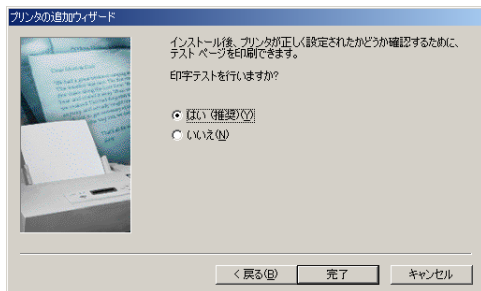 プリンタの追加ウィザード
インストール後、プリンタが正しく設定されたかどうか確認するために、
テスト ページを印刷できます。
印字テストを行いますか?
はい (推奨)(Y)
いいえ(N)
< 戻る(B)
完了
キャンセル